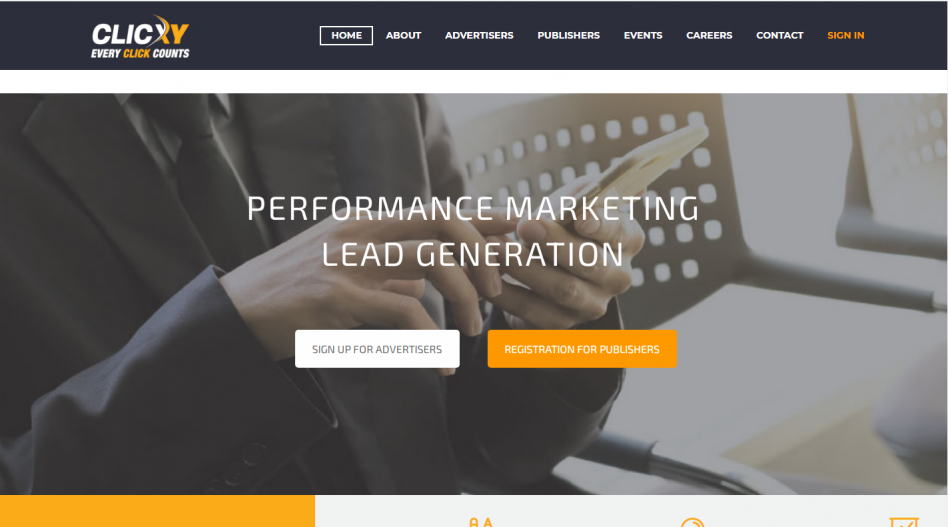 CLICXY
EVERY CLICK COUNTS
HOME
ABOUT
ADVERTISERS
PUBLISHERS
EVENTS
CAREERS
CONTACT
SIGN IN
PERFORMANCE MARKETING
LEAD GENERATION
SIGN UP FOR ADVERTISERS
REGISTRATION FOR PUBLISHERS